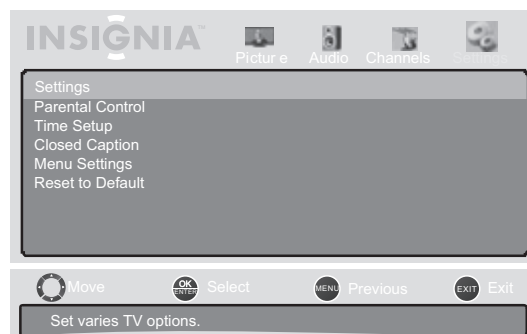 INSIGNIA™
Pictur e Audio Channels Settings
Settings
Parental Control
Time Setup
Closed Caption
Menu Settings
Reset to Default
Move OK ENTER Select MENU Previous EXIT Exit
Set varies TV options.